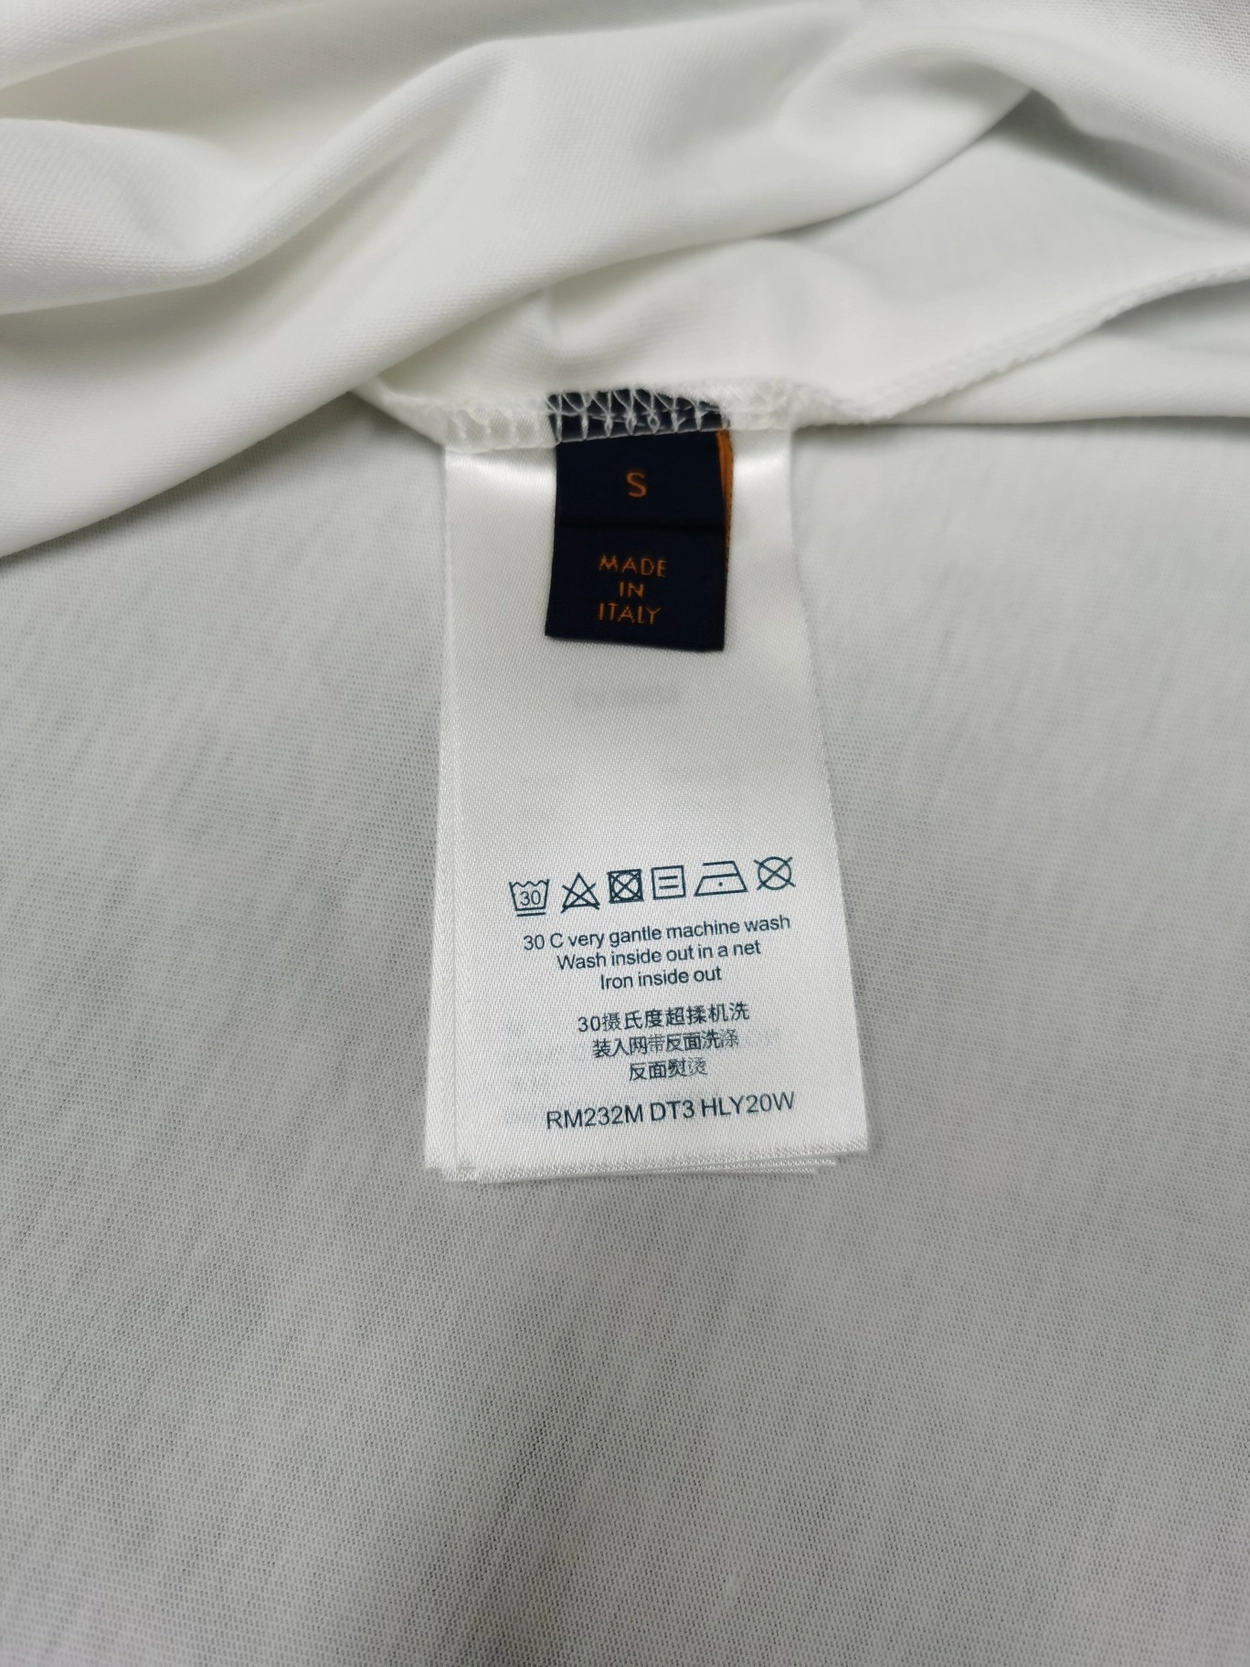 S
MADE
IN
ITALY
30
30 C very gantle machine wash
Wash inside out in a net
Iron inside out
30摄氏度超揉机洗
装入网带反面洗涤
反面熨烫
RM232M DT3 HLY20W